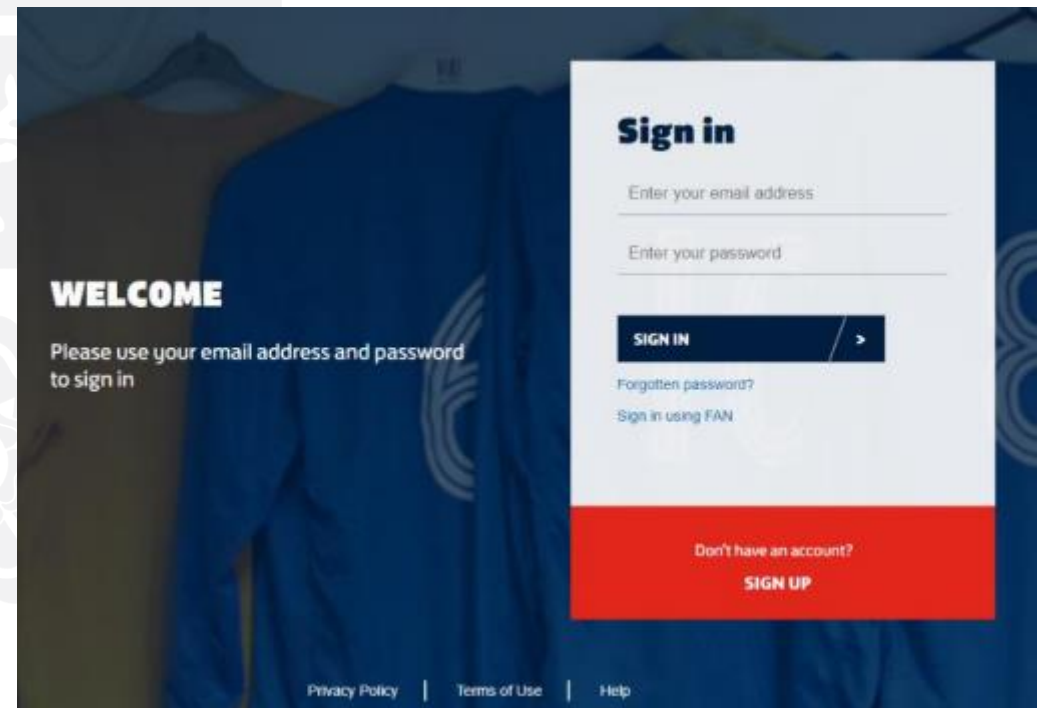 WELCOME
Please use your email address and password
to sign in
Sign in
Enter your email address
Enter your password
SIGN IN >
Forgotten password?
Sign in using FAN
Don't have an account?
SIGN UP
Privacy Policy | Terms of Use | Help